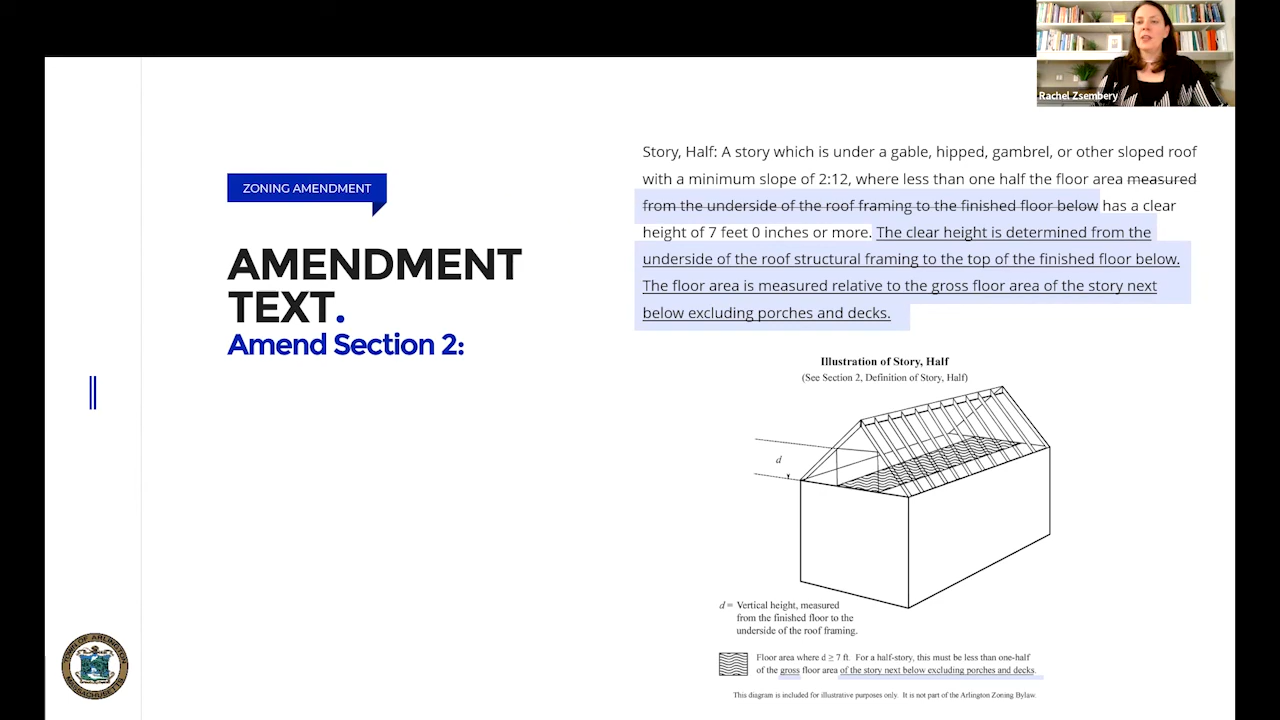 Rachel Zsembery
ZONING AMENDMENT
AMENDMENT
TEXT.
Amend Section 2:
Story, Half: A story which is under a gable, hipped, gambrel, or other sloped roof
with a minimum slope of 2:12, where less than one half the floor area measured
from the underside of the roof framing to the finished floor below has a clear
height of 7 feet 0 inches or more. The clear height is determined from the
underside of the roof structural framing to the top of the finished floor below.
The floor area is measured relative to the gross floor area of the story next
below excluding porches and decks.
Illustration of Story, Half
(See Section 2, Definition of Story, Half)
d
d = Vertical height, measured
from the finished floor to the
underside of the roof framing.
Floor area where d ≥ 7 ft. For a half-story, this must be less than one-half
of the gross floor area of the story next below excluding porches and decks.
This diagram is included for illustrative purposes only. It is not part of the Arlington Zoning Bylaw.